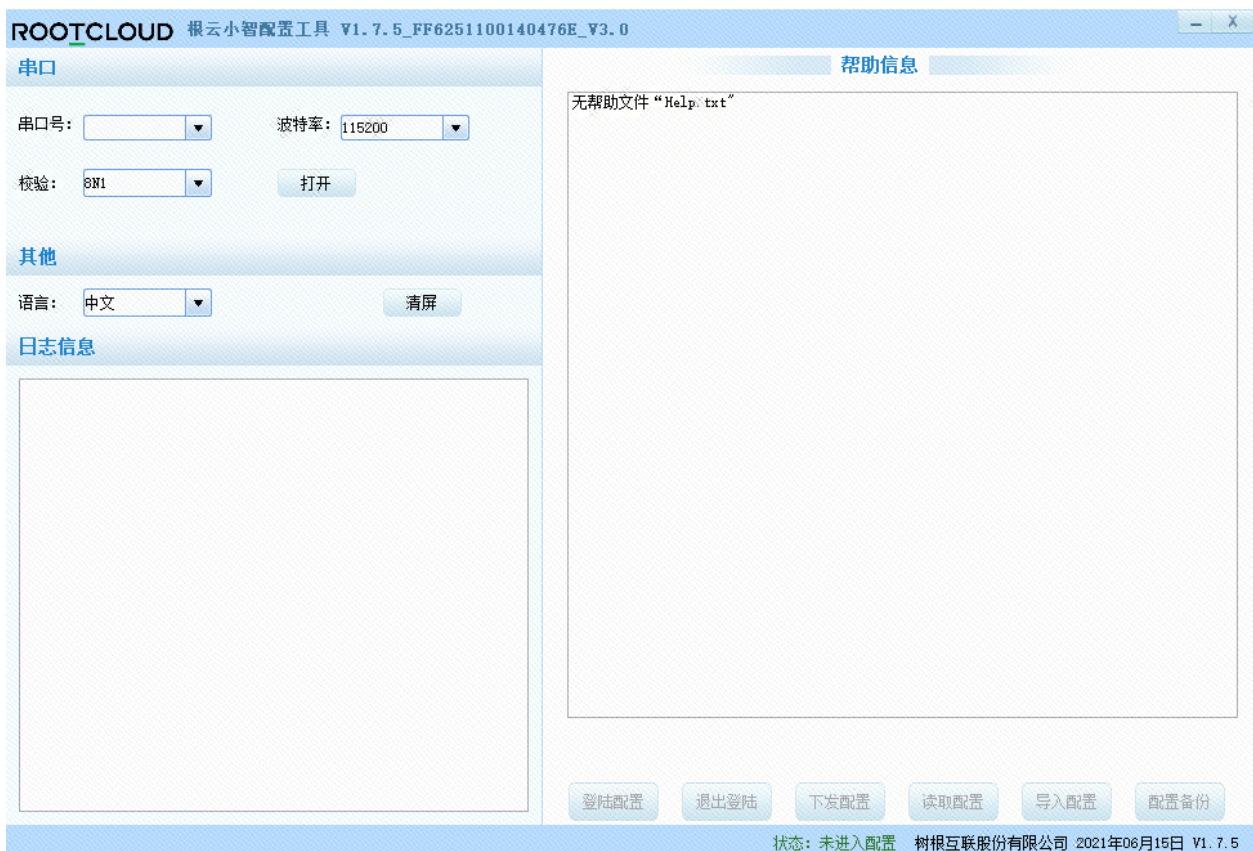 ROOTCLOUD 根云小智配置工具 V1.7.5_FF6251100140476E_V3.0
— X
串口
串口号:
波特率: 115200
校验: 8N1
打开
其他
语言: 中文
清屏
日志信息
帮助信息
无帮助文件“Help.txt”
登陆配置 退出登陆 下发配置 读取配置 导入配置 配置备份
状态: 未进入配置 树根互联股份有限公司 2021年06月15日 V1.7.5